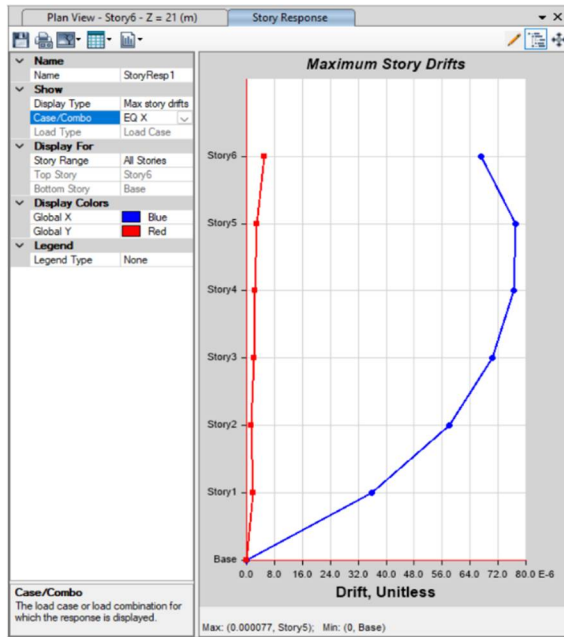 Plan View - Story6 - Z = 21 (m)
Story Response
Name
Name StoryResp1
Show
Display Type Max story drifts
Case/Combo EQ X
Load Type Load Case
Display For
Story Range All Stories
Top Story Story6
Bottom Story Base
Display Colors
Global X Blue
Global Y Red
Legend
Legend Type None
Case/Combo
The load case or load combination for
which the response is displayed.
Maximum Story Drifts
Story6
Story5
Story4
Story3
Story2
Story1
Base
0.0 8.0 16.0 24.0 32.0 40.0 48.0 56.0 64.0 72.0 80.0 E-6
Drift, Unitless
Max: (0.000077, Story5); Min: (0, Base)